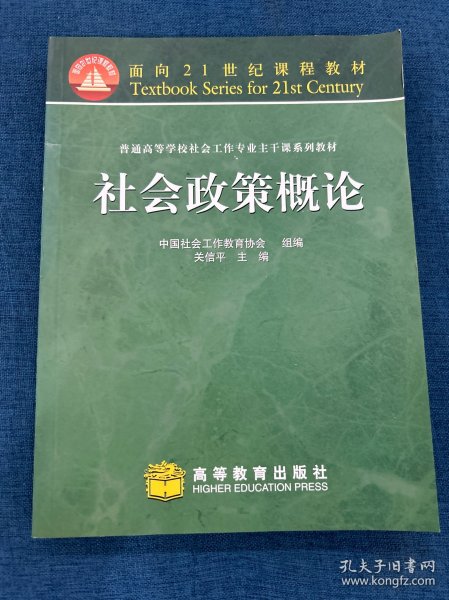 面向21世纪课程教材
Textbook Series for 21st Century
普通高等学校社会工作专业主干课系列教材
社会政策概论
中国社会工作教育协会 组编
关信平 主编
高等教育出版社
HIGHER EDUCATION PRESS
孔夫子旧书网
www.kongfz.com